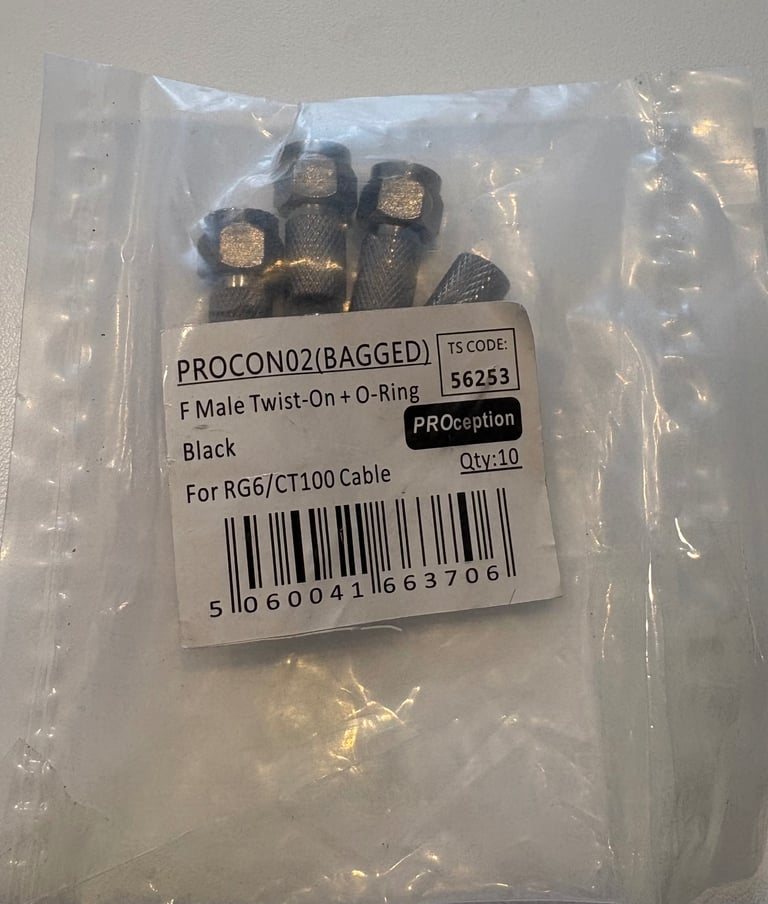 PROCON02(BAGGED)
TS CODE:
56253
F Male Twist-On + O-Ring
PROception
Black
Qty:10
For RG6/CT100 Cable
5 060041 663706